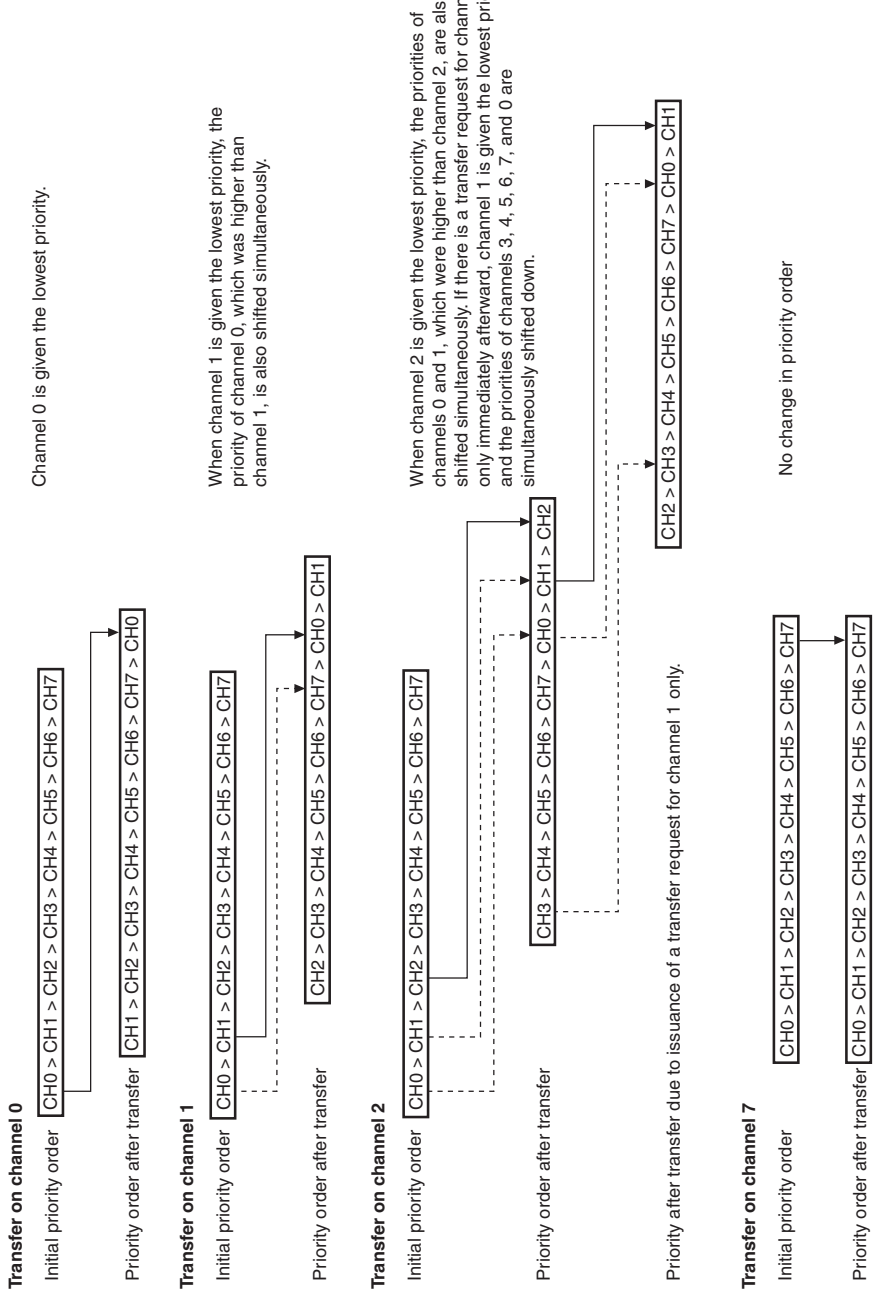 Transfer on channel 0
Initial priority order
CH0 > CH1 > CH2 > CH3 > CH4 > CH5 > CH6 > CH7
Channel 0 is given the lowest priority.
Priority order after transfer
CH1 > CH2 > CH3 > CH4 > CH5 > CH6 > CH7 > CH0
Transfer on channel 1
Initial priority order
CH0 > CH1 > CH2 > CH3 > CH4 > CH5 > CH6 > CH7
When channel 1 is given the lowest priority, the
priority of channel 0, which was higher than
channel 1, is also shifted simultaneously.
Priority order after transfer
CH2 > CH3 > CH4 > CH5 > CH6 > CH7 > CH0 > CH1
Transfer on channel 2
Initial priority order
CH0 > CH1 > CH2 > CH3 > CH4 > CH5 > CH6 > CH7
When channel 2 is given the lowest priority, the priorities of
channels 0 and 1, which were higher than channel 2, are
shifted simultaneously. If there is a transfer request for
only immediately afterward, channel 1 is given the lowest
and the priorities of channels 3, 4, 5, 6, 7, and 0 are
simultaneously shifted down.
Priority order after transfer
CH3 > CH4 > CH5 > CH6 > CH7 > CH0 > CH1 > CH2
Priority after transfer due to issuance of a transfer request for channel 1 only.
CH2 > CH3 > CH4 > CH5 > CH6 > CH7 > CH0 > CH1
Transfer on channel 7
Initial priority order
CH0 > CH1 > CH2 > CH3 > CH4 > CH5 > CH6 > CH7
No change in priority order
Priority order after transfer
CH0 > CH1 > CH2 > CH3 > CH4 > CH5 > CH6 > CH7